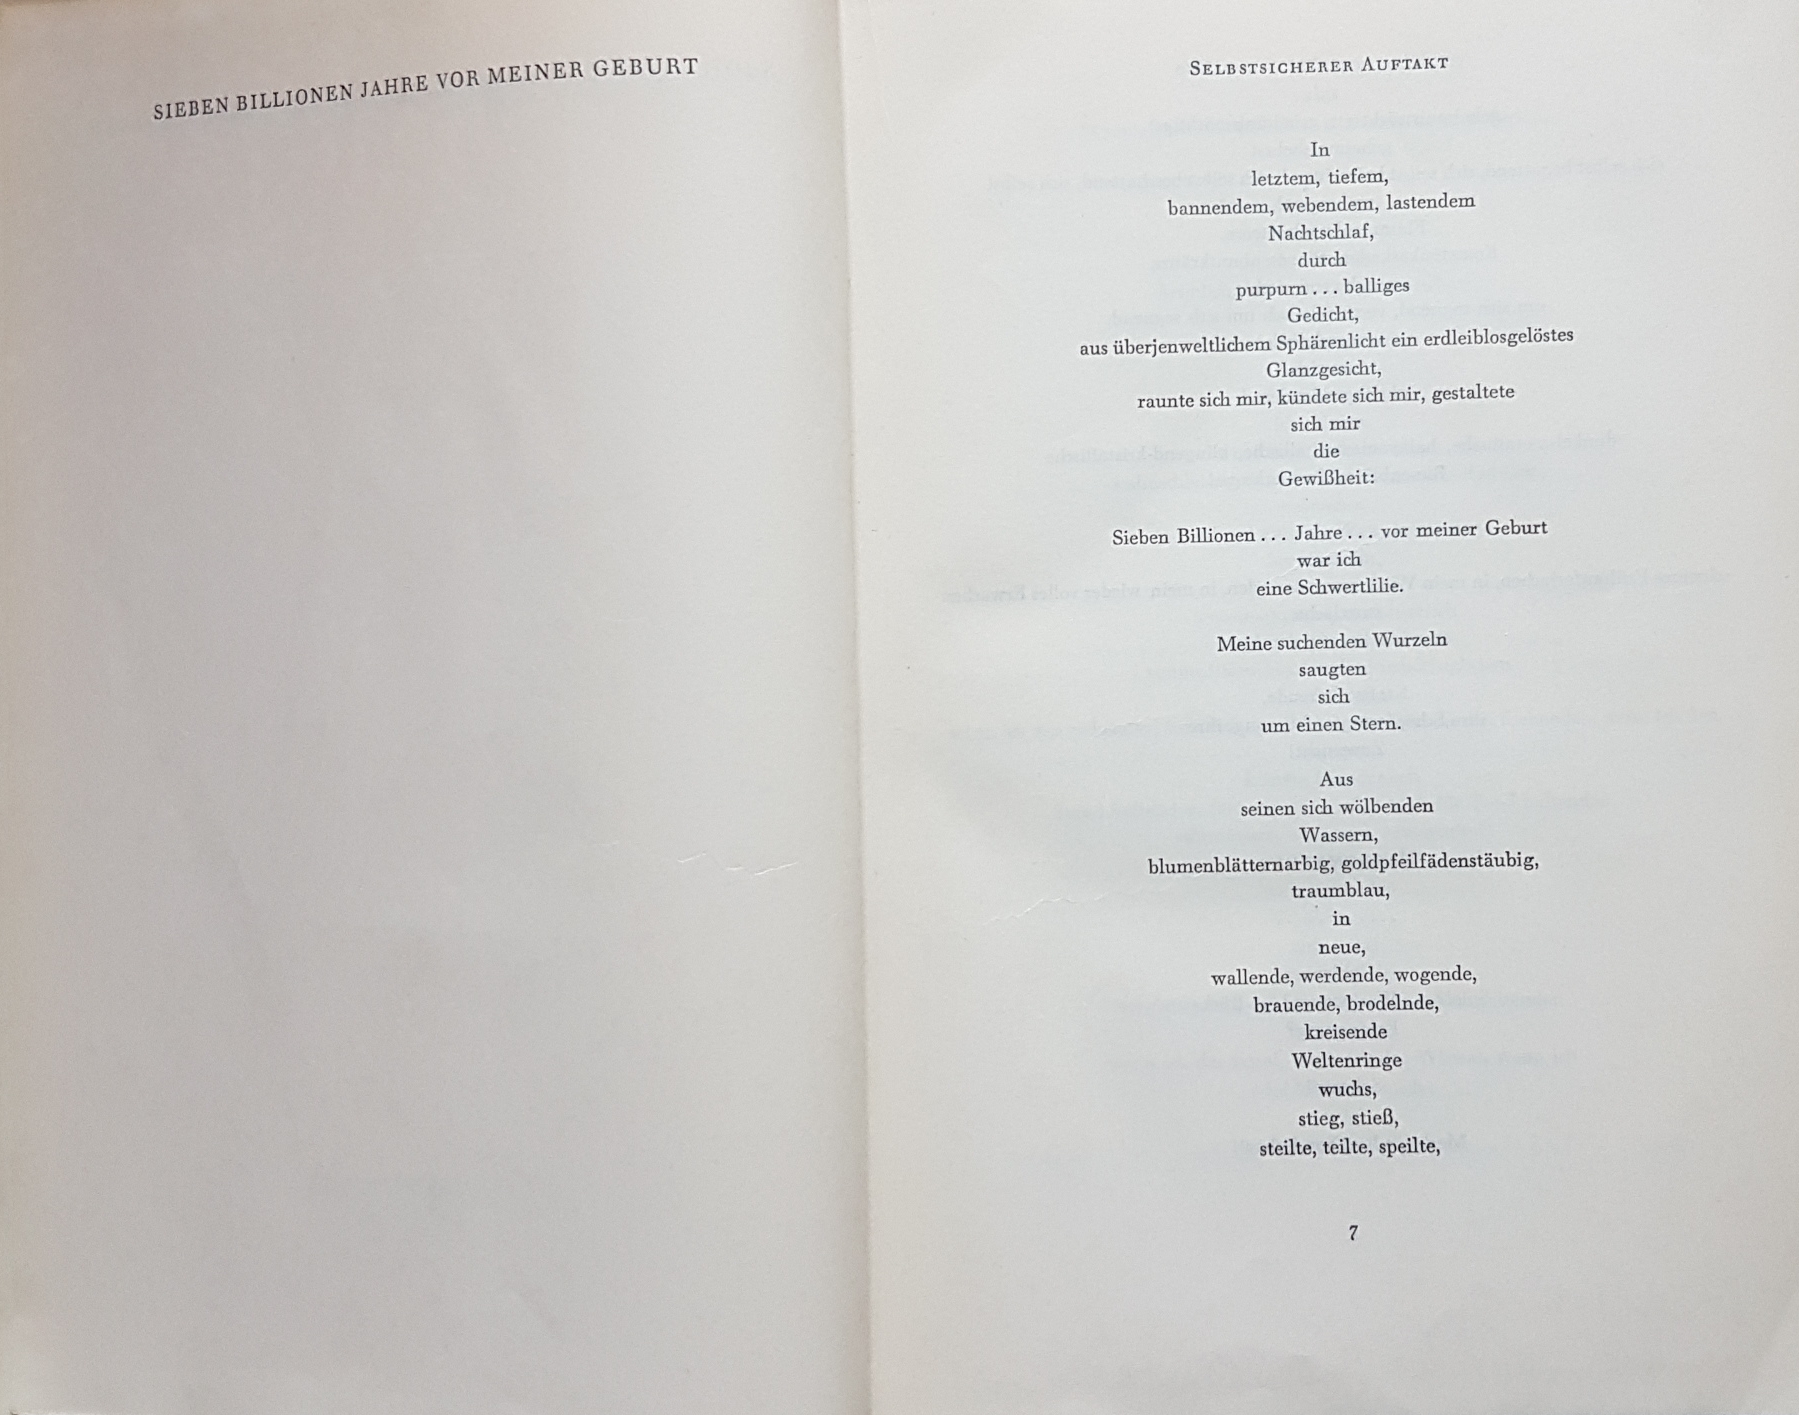 SIEBEN BILLIONEN JAHRE VOR MEINER GEBURT
SELBSTSICHERER AUFTAKT
In
letztem, tiefem,
bannendem, webendem, lastendem
Nachtschlaf,
durch
purpurn ... balliges
Gedicht,
aus überjenweltlichem Sphärenlicht ein erdleiblosgelöstes
Glanzgesicht,
raunte sich mir, kündete sich mir, gestaltete
sich mir
die
Gewißheit:
Sieben Billionen ... Jahre ... vor meiner Geburt
war ich
eine Schwertlilie.
Meine suchenden Wurzeln
saugten
sich
um einen Stern.
Aus
seinen sich wölbenden
Wassern,
blumenblätternarbig, goldpfeilfädenstäubig,
traumblau,
in
neue,
wallende, werdende, wogende,
brauende, brodelnde,
kreisende
Weltenringe
wuchs,
stieg, stieß,
steilte, teilte, speilte,
7